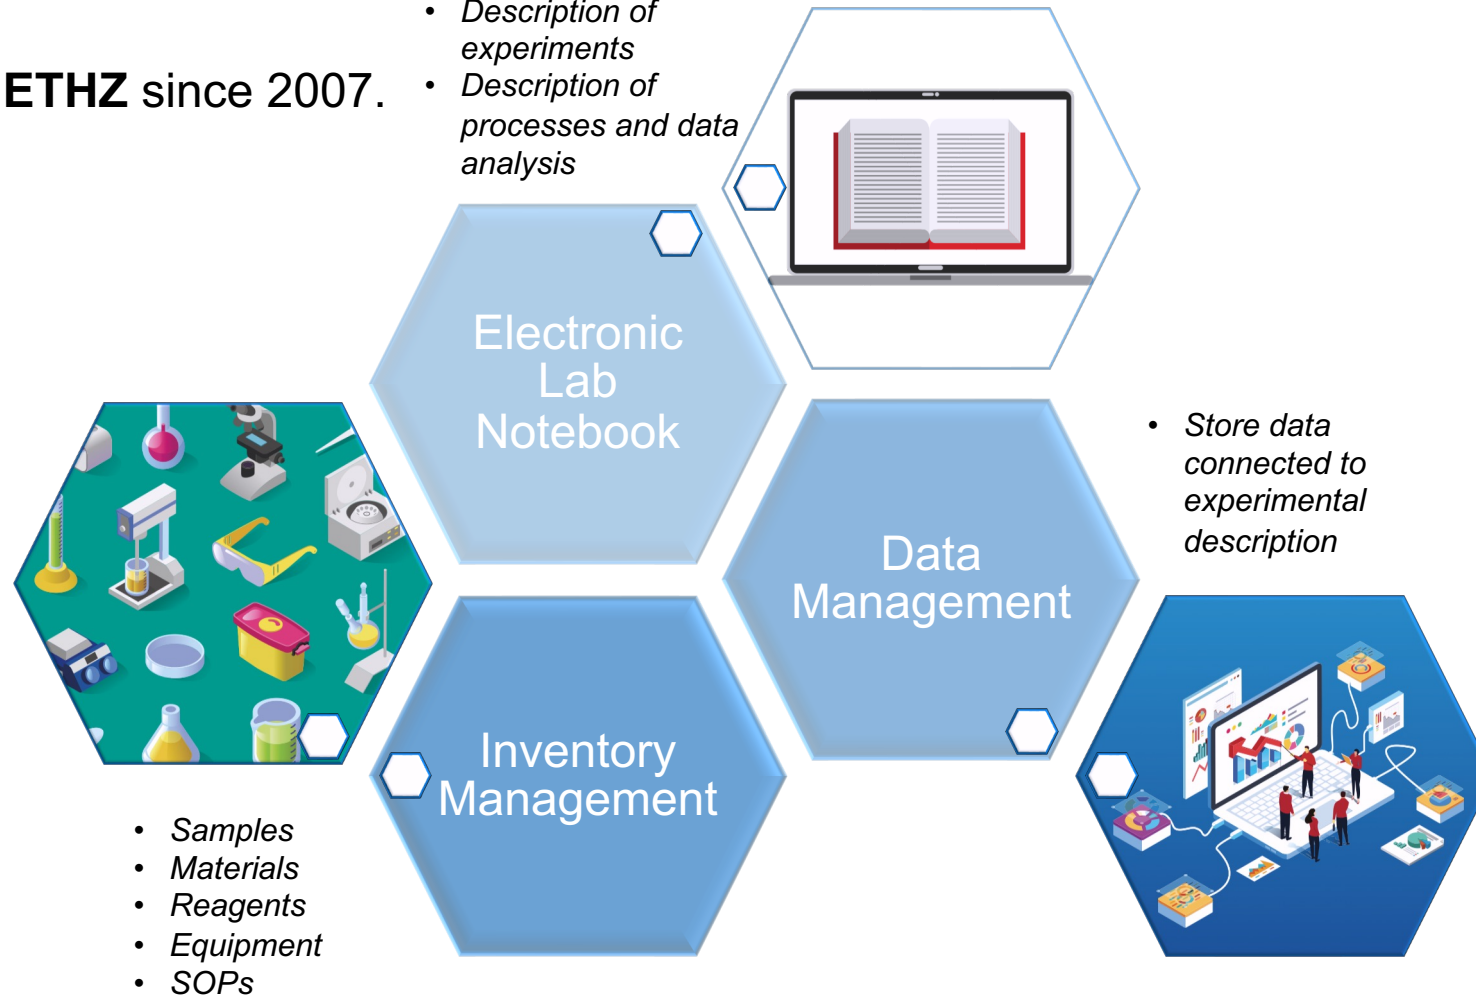 ETHZ since 2007.
• Description of
experiments
• Description of
processes and data
analysis
Electronic
Lab
Notebook
• Store data
connected to
experimental
description
Data
Management
Inventory
Management
• Samples
• Materials
• Reagents
• Equipment
• SOPs